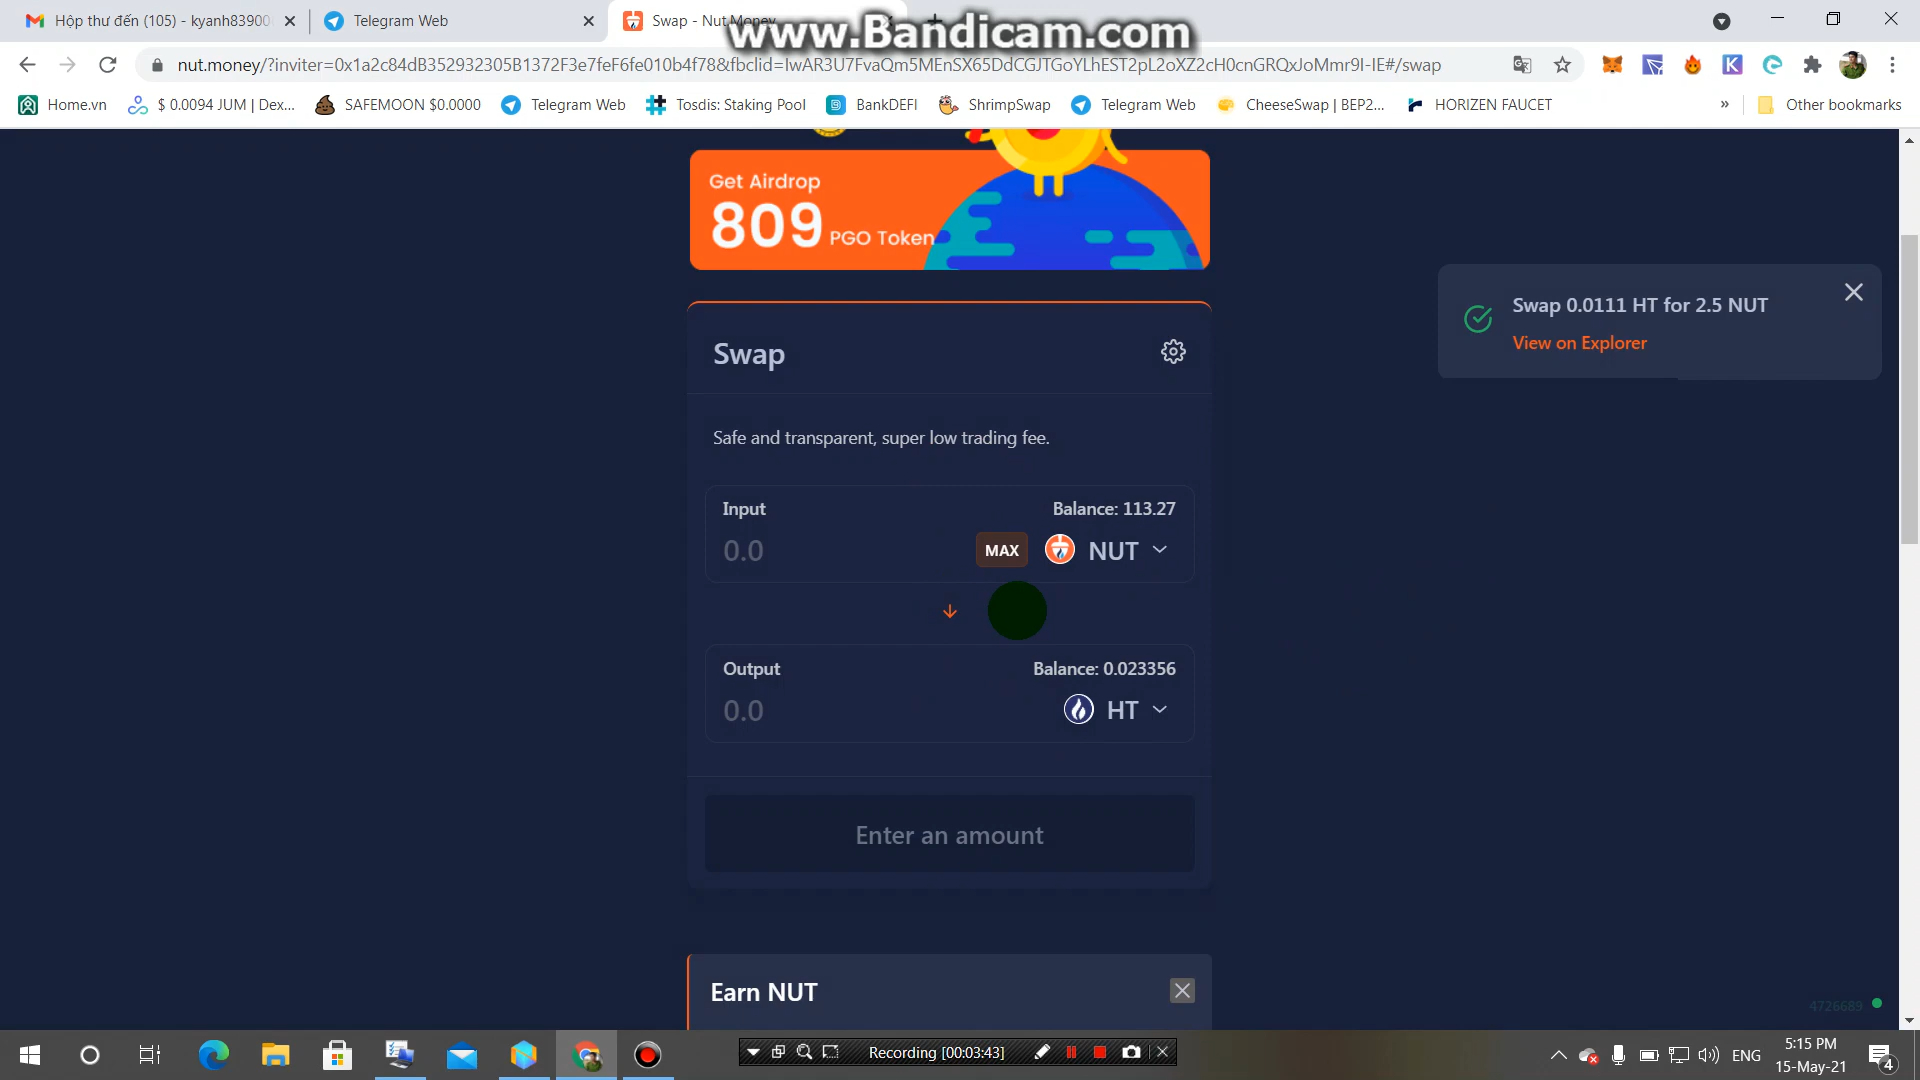 Hộp thư đến (105) - kyanh83900
Telegram Web
Swap - Nut Money
www.Bandicam.com
nut.money/?inviter=0x1a2c84dB352932305B1372F3e7feF6fe010b4f78&fbclid=IwAR3U7FvaQm5MEnSX65DdCGJTGoYLhEST2pL2oXZ2cH0cnGRQxJoMmr9I-IE#/swap
Home.vn
$ 0.0094 JUM | Dex...
SAFEMOON $0.0000
Telegram Web
Tosdis: Staking Pool
BankDEFI
ShrimpSwap
Telegram Web
CheeseSwap | BEP2...
HORIZEN FAUCET
»
Other bookmarks
Get Airdrop
809 PGO Token
Swap 0.0111 HT for 2.5 NUT
View on Explorer
Swap
Safe and transparent, super low trading fee.
Input
Balance: 113.27
0.0
MAX
NUT
Output
Balance: 0.023356
0.0
HT
Enter an amount
Earn NUT
4726689
Recording [00:03:43]
ENG
5:15 PM
15-May-21
4